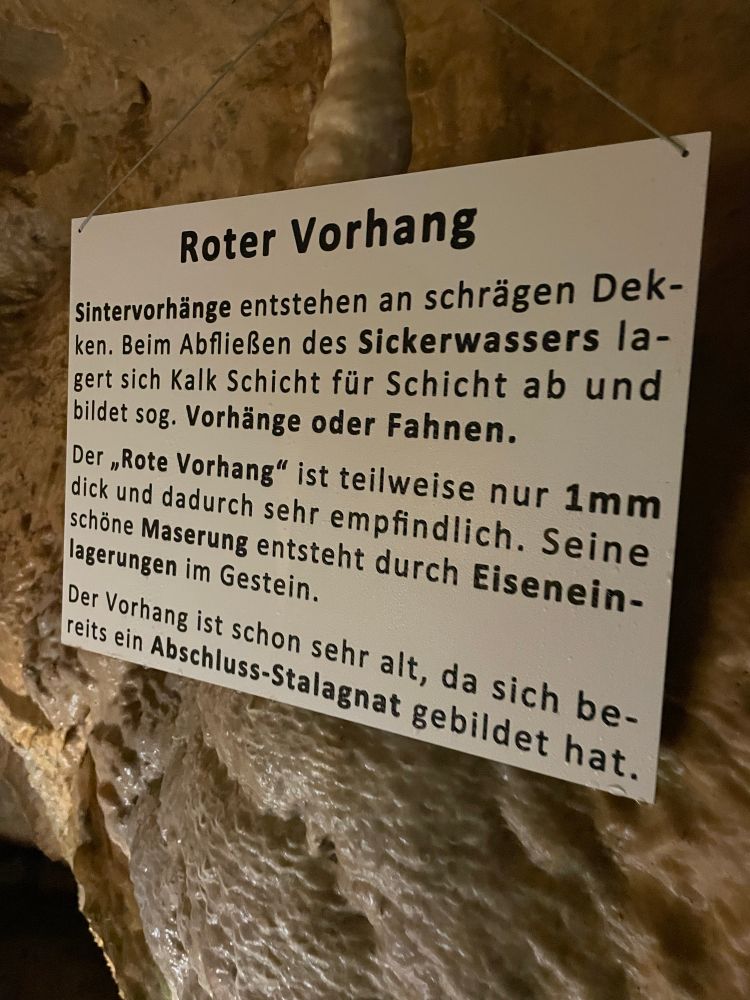 Roter Vorhang
Sintervorhänge entstehen an schrägen Dek-
ken. Beim Abfließen des Sickerwassers la-
gert sich Kalk Schicht für Schicht ab und
bildet sog. Vorhänge oder Fahnen.
Der „Rote Vorhang“ ist teilweise nur 1mm
dick und dadurch sehr empfindlich. Seine
schöne Maserung entsteht durch Eisenein-
lagerungen im Gestein.
Der Vorhang ist schon sehr alt, da sich be-
reits ein Abschluss-Stalagnat gebildet hat.